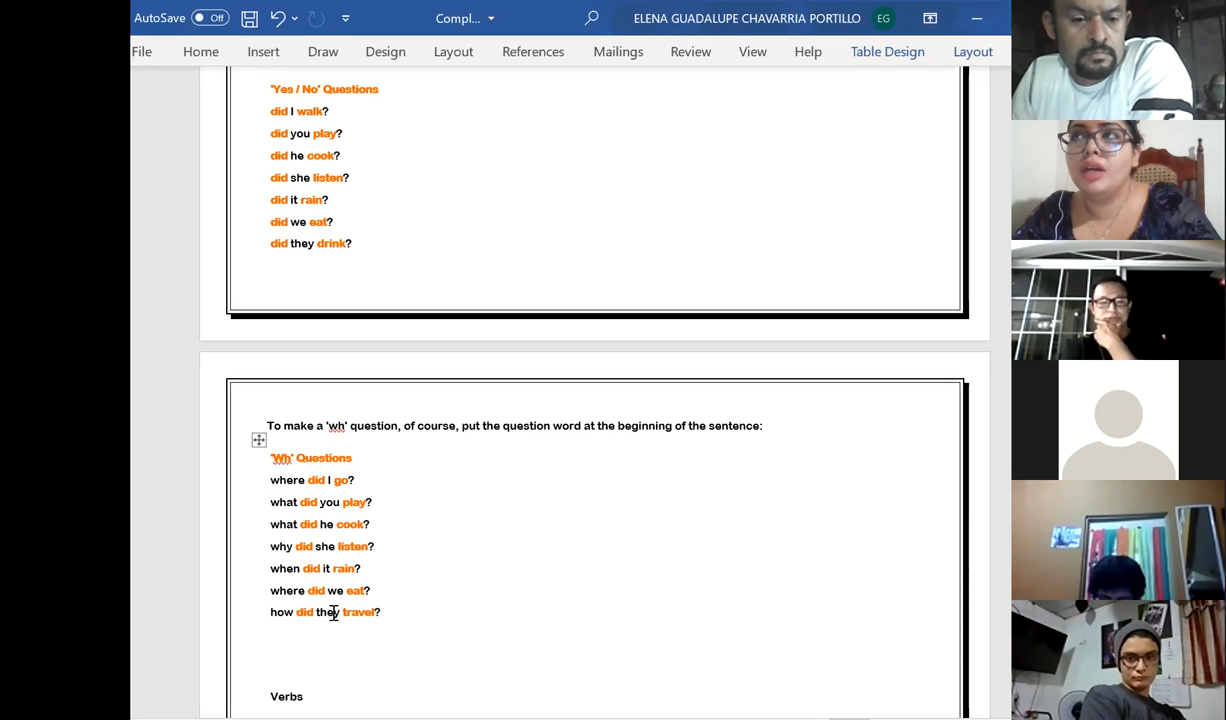 AutoSave Off Compl... ELENA GUADALUPE CHAVARRIA PORTILLO EG
File Home Insert Draw Design Layout References Mailings Review View Help Table Design Layout
'Yes / No' Questions
did I walk?
did you play?
did he cook?
did she listen?
did it rain?
did we eat?
did they drink?
To make a 'wh' question, of course, put the question word at the beginning of the sentence:
'Wh' Questions
where did I go?
what did you play?
what did he cook?
why did she listen?
when did it rain?
where did we eat?
how did they travel?
Verbs